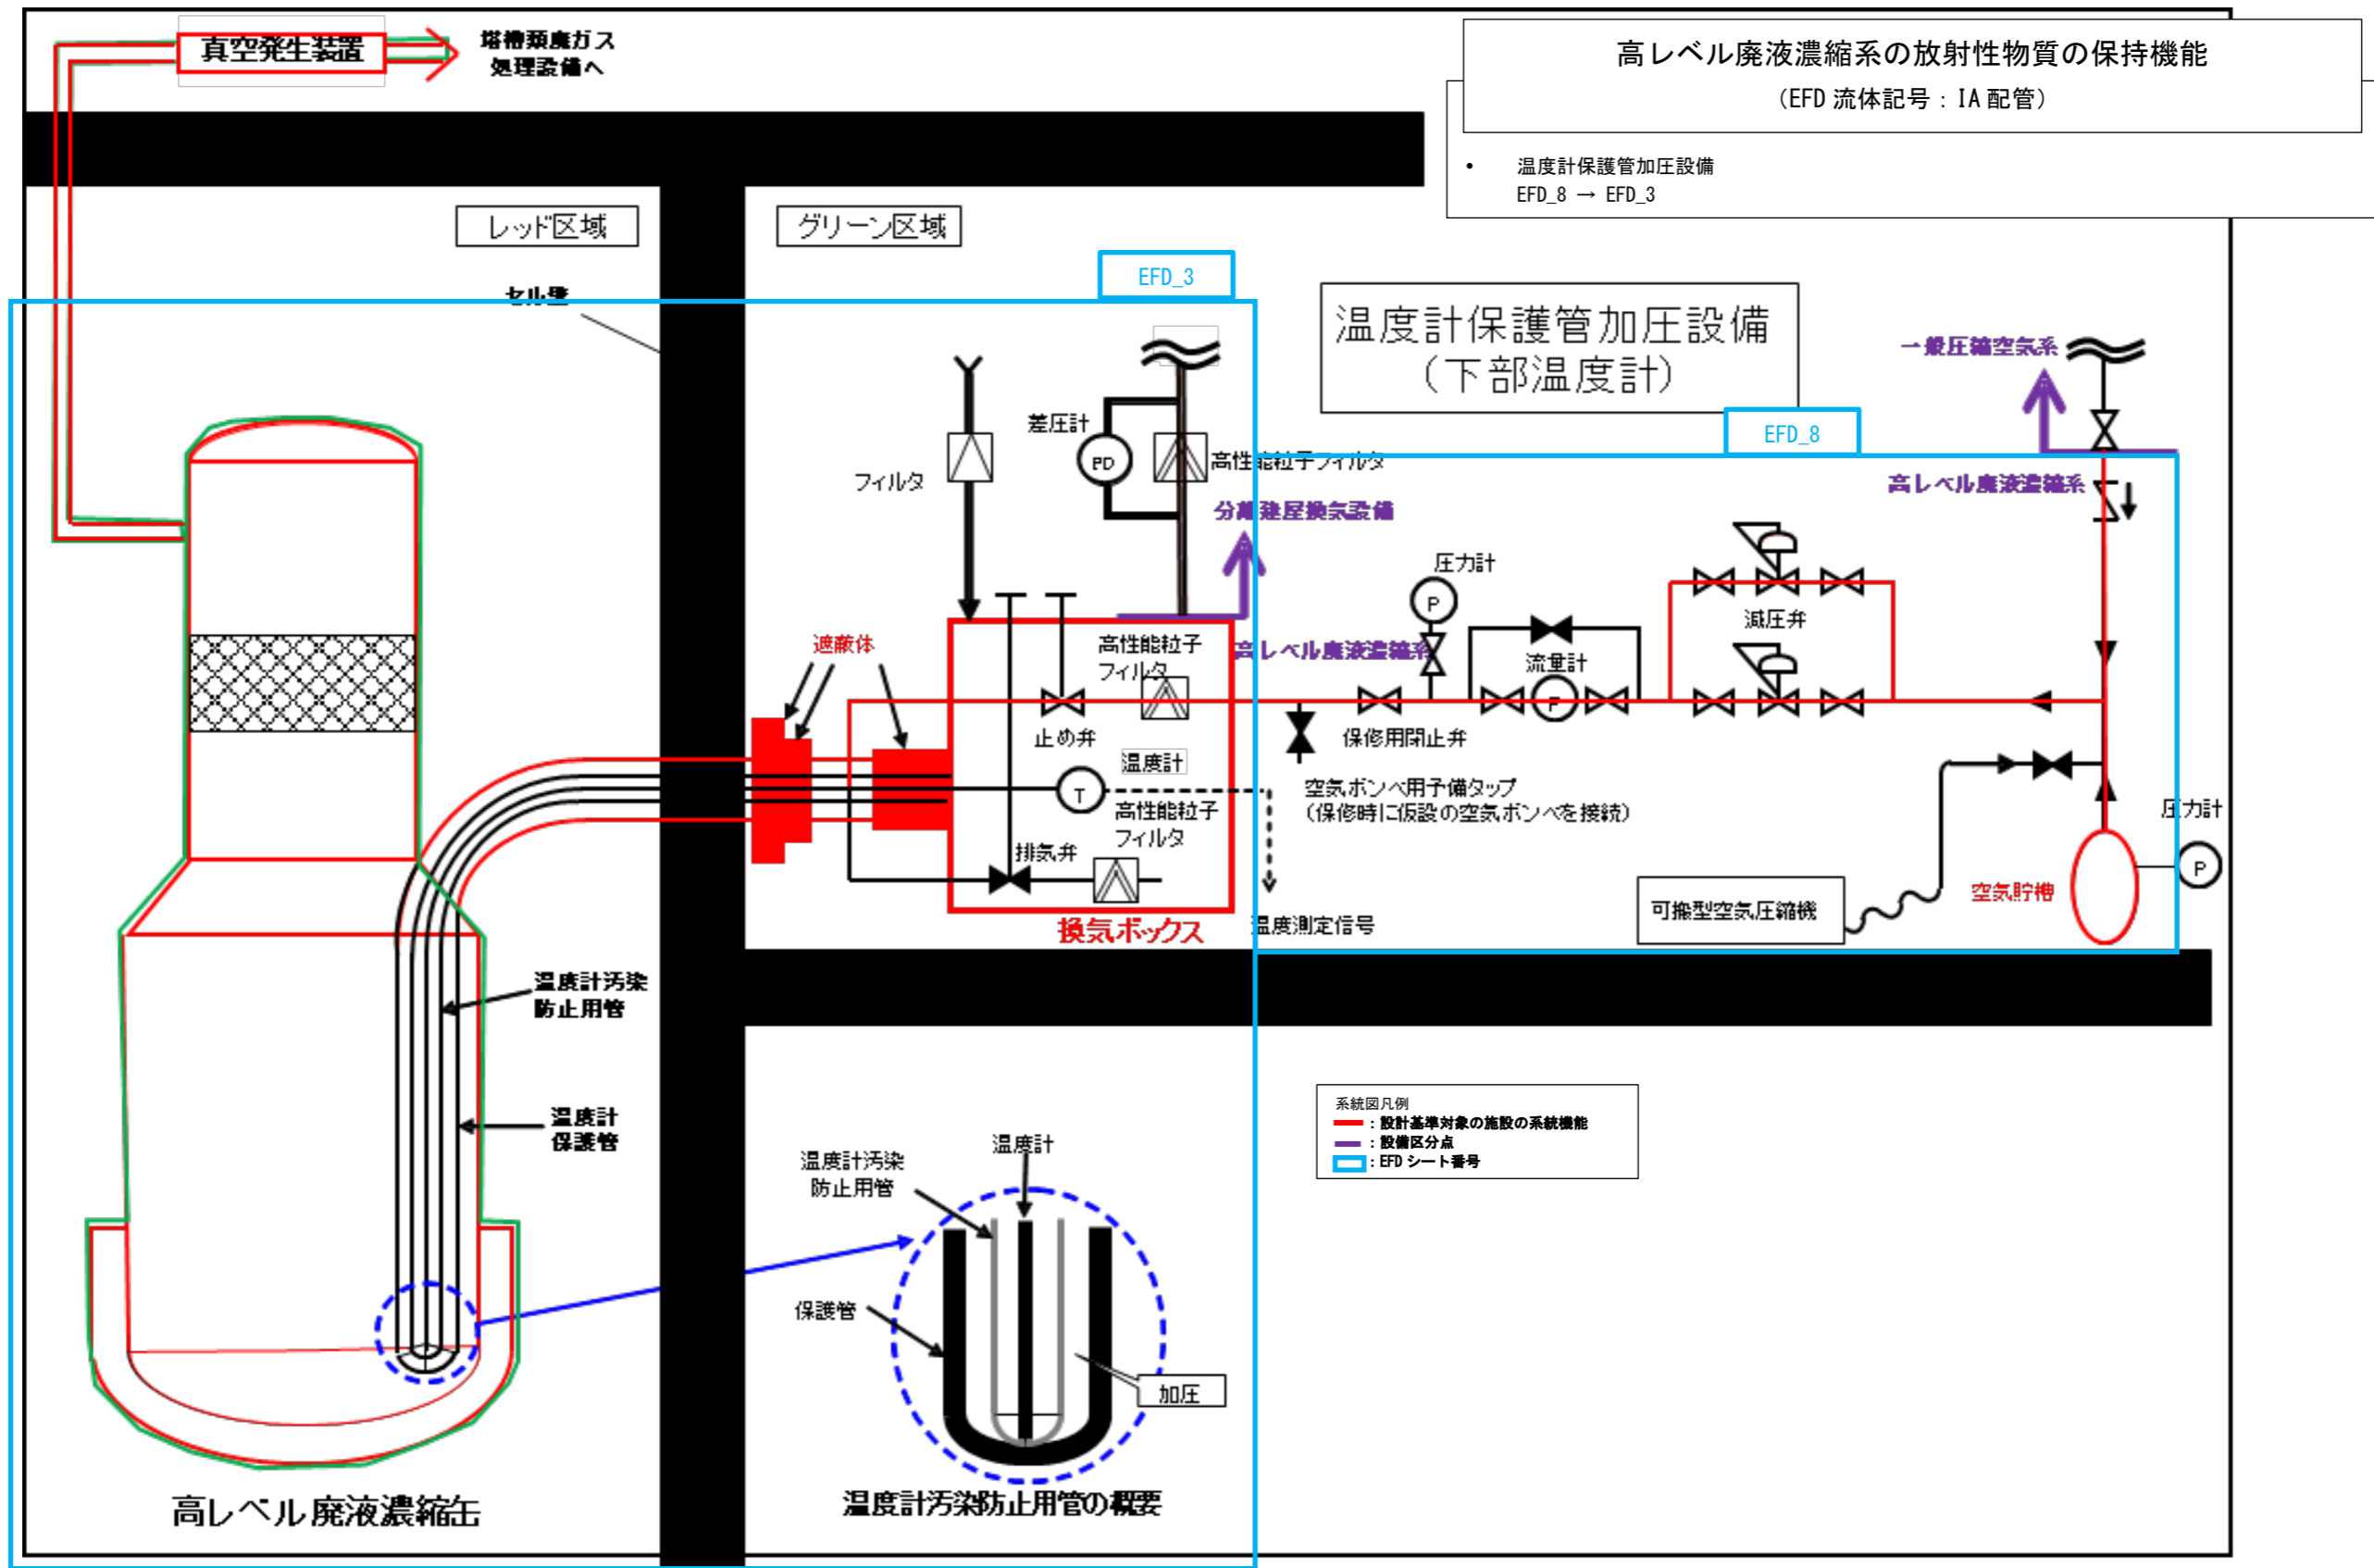 真空発生装置
塔槽類廃ガス
処理設備へ
高レベル廃液濃縮系の放射性物質の保持機能
(EFD 流体記号：IA 配管)
• 温度計保護管加圧設備
EFD_8 → EFD_3
レッド区域
グリーン区域
EFD_3
セル壁
温度計保護管加圧設備
(下部温度計)
一般圧縮空気系
EFD_8
差圧計
PD
高性能粒子フィルタ
フィルタ
高レベル廃液濃縮系
分離建屋換気設備
圧力計
P
減圧弁
遮蔽体
高性能粒子
フィルタ
高レベル廃液濃縮系
流量計
F
止め弁
保修用閉止弁
温度計
T
空気ボンベ用予備タップ
(保修時に仮設の空気ボンベを接続)
高性能粒子
フィルタ
圧力計
P
排気弁
空気貯槽
可搬型空気圧縮機
換気ボックス
温度測定信号
温度計汚染
防止用管
温度計
保護管
系統図凡例
：設計基準対象の施設の系統機能
：設備区分点
：EFD シート番号
温度計
温度計汚染
防止用管
保護管
加圧
高レベル廃液濃縮缶
温度計汚染防止用管の概要